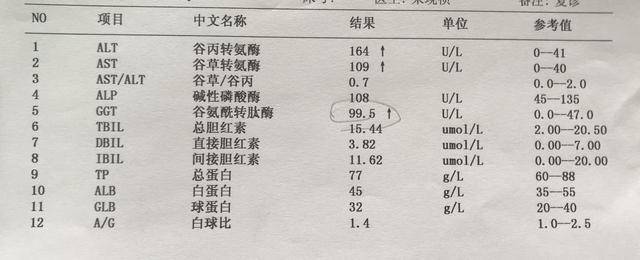 备注: 复诊
NO 项目 中文名称 结果 单位 参考值
1 ALT 谷丙转氨酶 164 ↑ U/L 0--41
2 AST 谷草转氨酶 109 ↑ U/L 0--40
3 AST/ALT 谷草/谷丙 0.7 0.0--2.0
4 ALP 碱性磷酸酶 108 U/L 45--135
5 GGT 谷氨酰转肽酶 99.5 ↑ U/L 0.0--47.0
6 TBIL 总胆红素 15.44 umol/L 2.00--20.50
7 DBIL 直接胆红素 3.82 umol/L 0.00--7.00
8 IBIL 间接胆红素 11.62 umol/L 0.00--20.00
9 TP 总蛋白 77 g/L 60--88
10 ALB 白蛋白 45 g/L 35--55
11 GLB 球蛋白 32 g/L 20--40
12 A/G 白球比 1.4 1.0--2.5